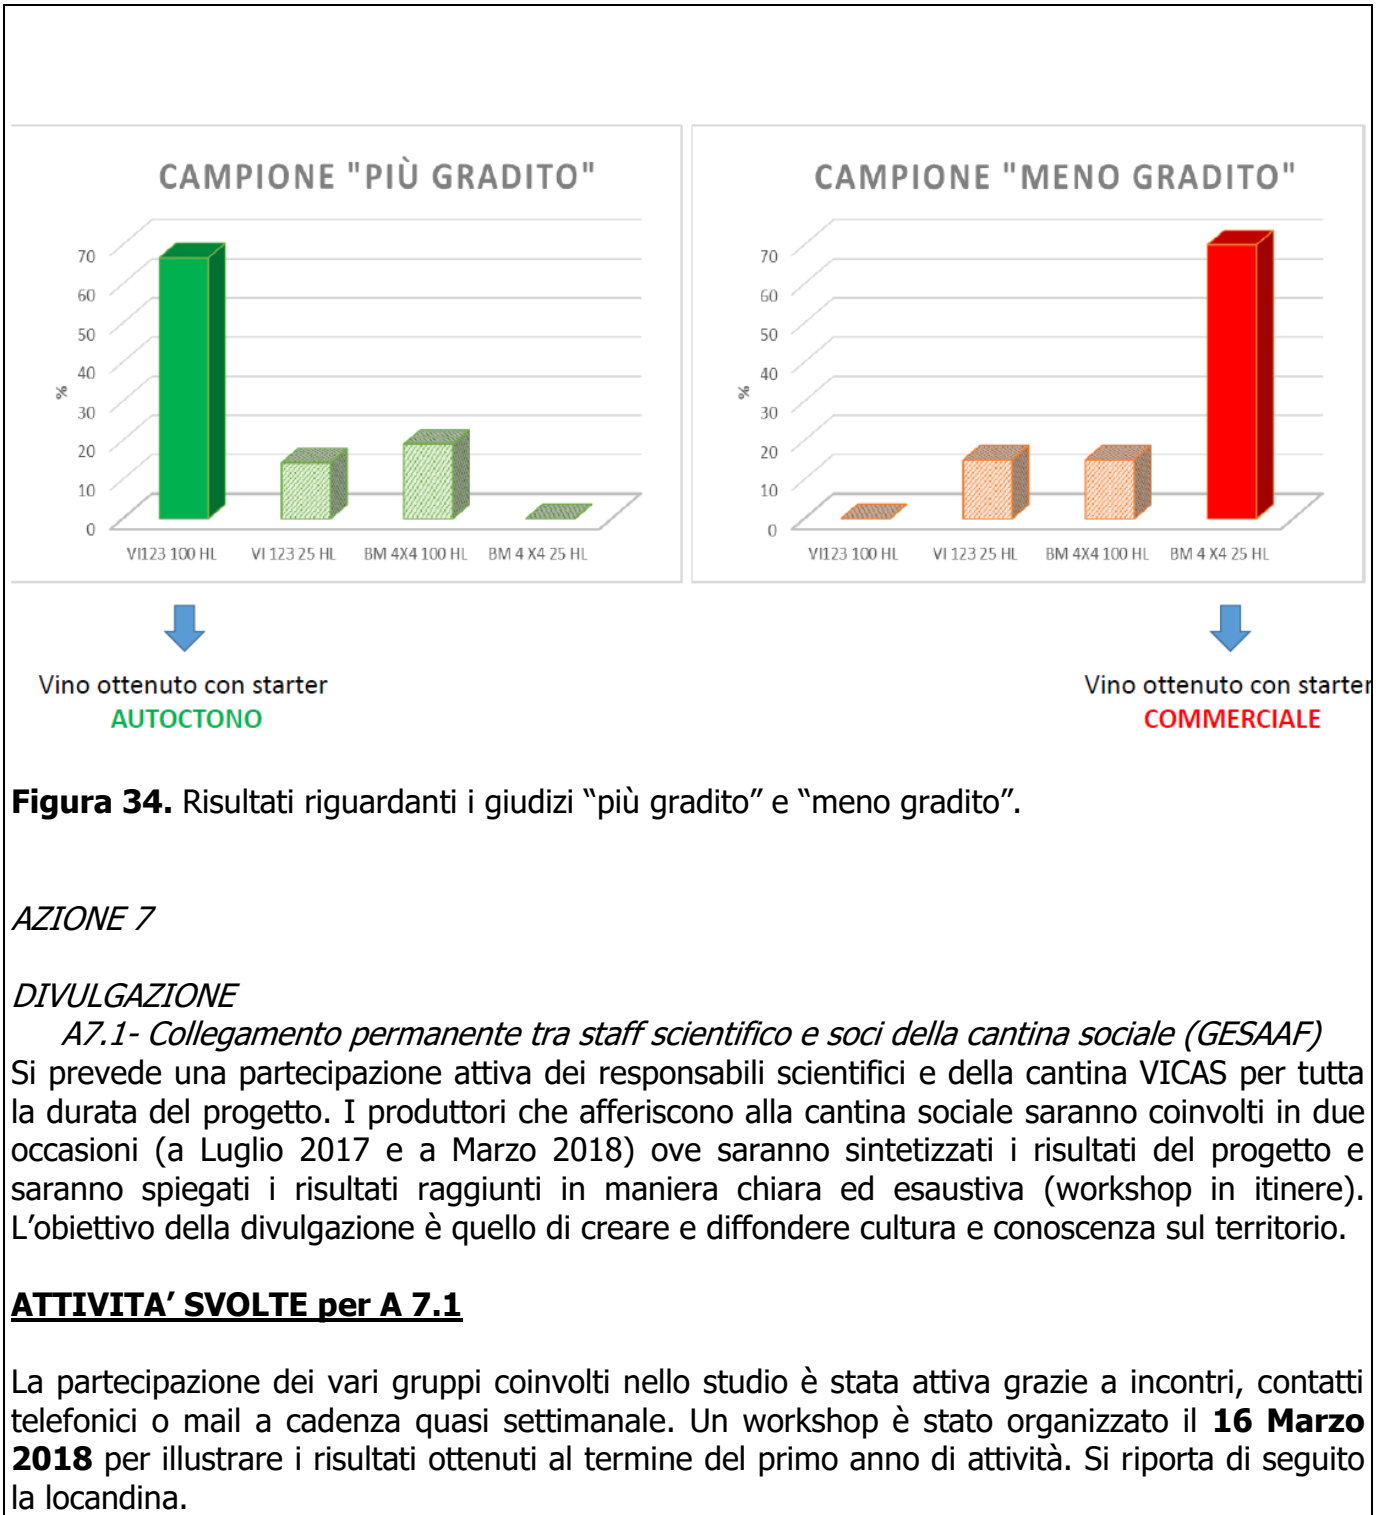 CAMPIONE "PIÙ GRADITO"
70
60
50
40
30
20
10
0
%
VI123 100 HL
VI 123 25 HL
BM 4X4 100 HL
BM 4 X4 25 HL
CAMPIONE "MENO GRADITO"
70
60
50
40
30
20
10
0
%
VI123 100 HL
VI 123 25 HL
BM 4X4 100 HL
BM 4 X4 25 HL
Vino ottenuto con starter
AUTOCTONO
Vino ottenuto con starter
COMMERCIALE
Figura 34. Risultati riguardanti i giudizi “più gradito” e “meno gradito”.
AZIONE 7
DIVULGAZIONE
A7.1- Collegamento permanente tra staff scientifico e soci della cantina sociale (GESAAF)
Si prevede una partecipazione attiva dei responsabili scientifici e della cantina VICAS per tutta
la durata del progetto. I produttori che afferiscono alla cantina sociale saranno coinvolti in due
occasioni (a Luglio 2017 e a Marzo 2018) ove saranno sintetizzati i risultati del progetto e
saranno spiegati i risultati raggiunti in maniera chiara ed esaustiva (workshop in itinere).
L’obiettivo della divulgazione è quello di creare e diffondere cultura e conoscenza sul territorio.
ATTIVITA’ SVOLTE per A 7.1
La partecipazione dei vari gruppi coinvolti nello studio è stata attiva grazie a incontri, contatti
telefonici o mail a cadenza quasi settimanale. Un workshop è stato organizzato il 16 Marzo
2018 per illustrare i risultati ottenuti al termine del primo anno di attività. Si riporta di seguito
la locandina.